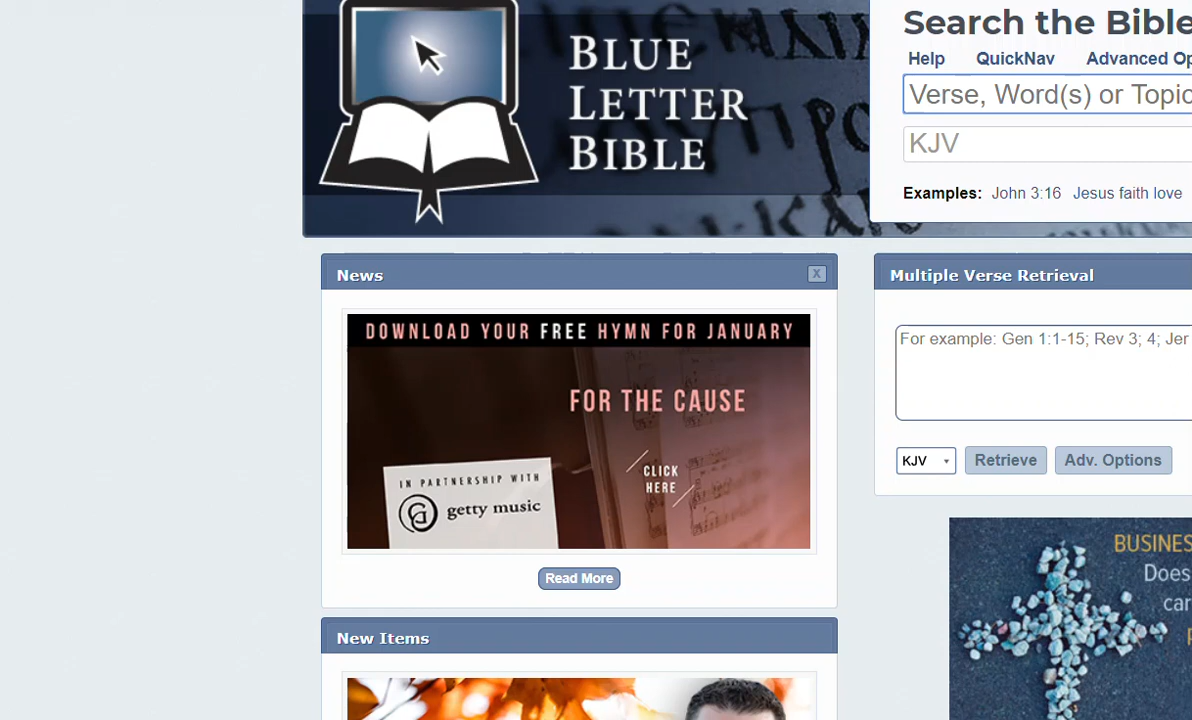 BLUE
LETTER
BIBLE
Search the Bible
Help QuickNav Advanced Op
Verse, Word(s) or Topic
KJV
Examples: John 3:16 Jesus faith love
News
X
DOWNLOAD YOUR FREE HYMN FOR JANUARY
FOR THE CAUSE
CLICK
HERE
IN PARTNERSHIP WITH
getty music
Read More
New Items
Multiple Verse Retrieval
For example: Gen 1:1-15; Rev 3; 4; Jer
KJV Retrieve Adv. Options
BUSINES
Does
car